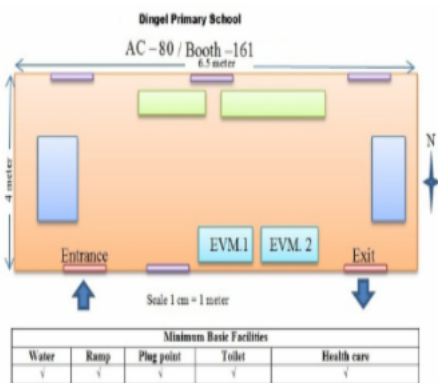 Dingel Primary School
AC –80 / Booth –161
6.5 meter
4 meter
N
EVM.1 EVM. 2
Entrance Exit
Scale 1 cm = 1 meter
Minimum Basic Facilities
Water Ramp Plug point Toilet Health care
√ √ √ √ √